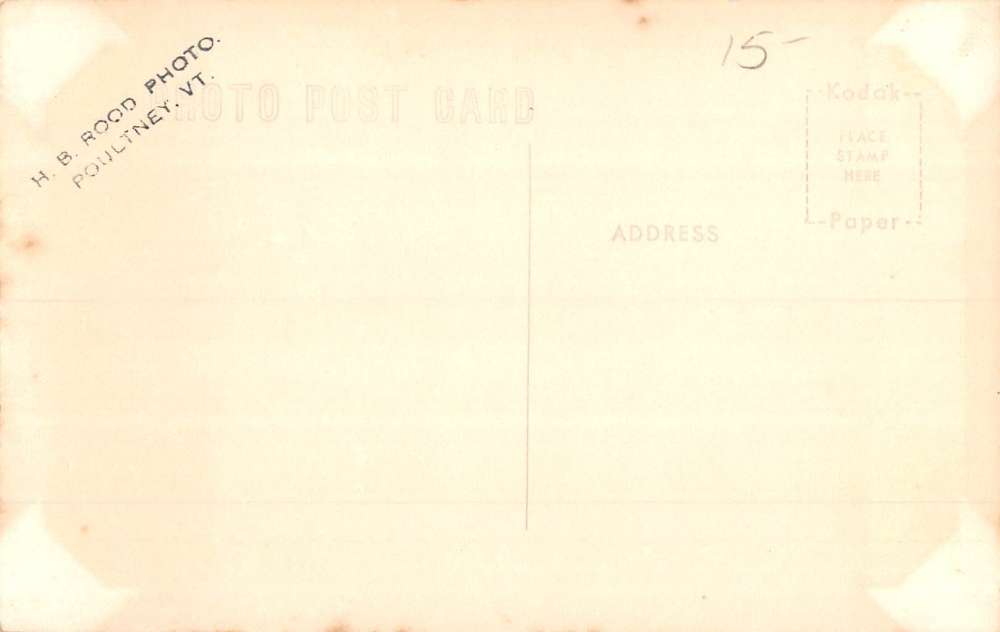 H. B. ROOD PHOTO.
POULTNEY, VT.
PHOTO POST CARD
15-
Kodak
PLACE
STAMP
HERE
Paper
ADDRESS